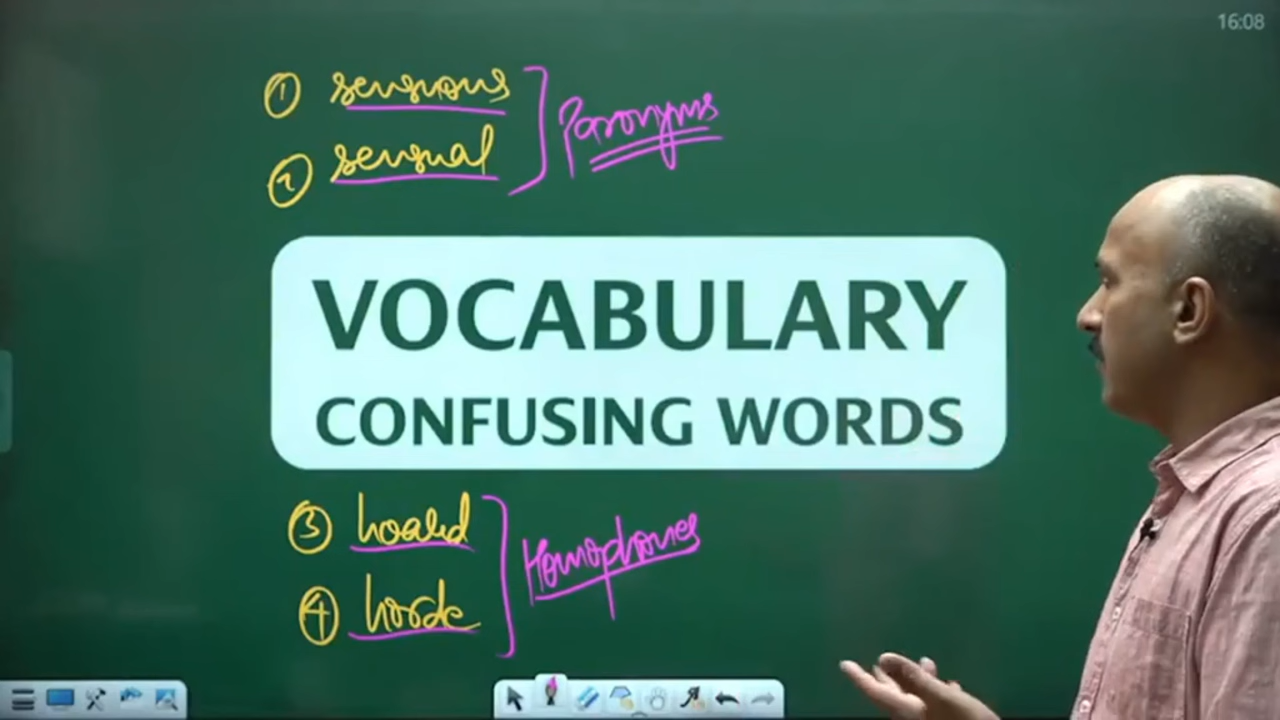 16:08
① sensuous
② sensual
Paronyms
VOCABULARY
CONFUSING WORDS
③ hoard
④ horde
Homophones